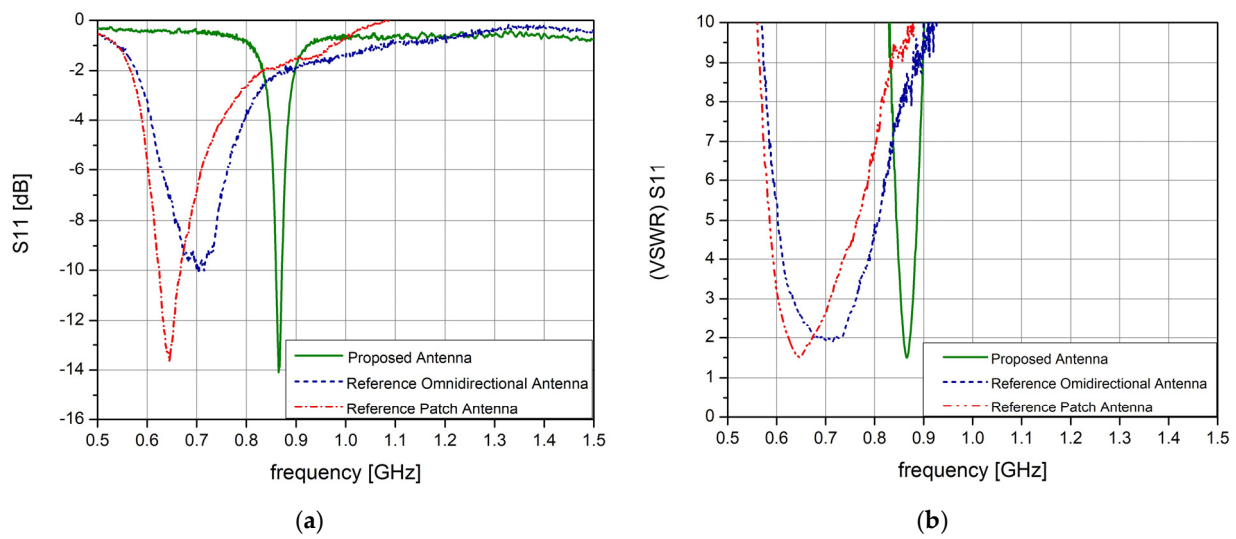 0
-2
-4
-6
-8
-10
-12
-14
-16
S11 [dB]
0.5 0.6 0.7 0.8 0.9 1.0 1.1 1.2 1.3 1.4 1.5
frequency [GHz]
Proposed Antenna
Reference Omnidirectional Antenna
Reference Patch Antenna
(a)
10
9
8
7
6
5
4
3
2
1
0
(VSWR) S11
0.5 0.6 0.7 0.8 0.9 1.0 1.1 1.2 1.3 1.4 1.5
frequency [GHz]
Proposed Antenna
Reference Omidirectional Antenna
Reference Patch Antenna
(b)